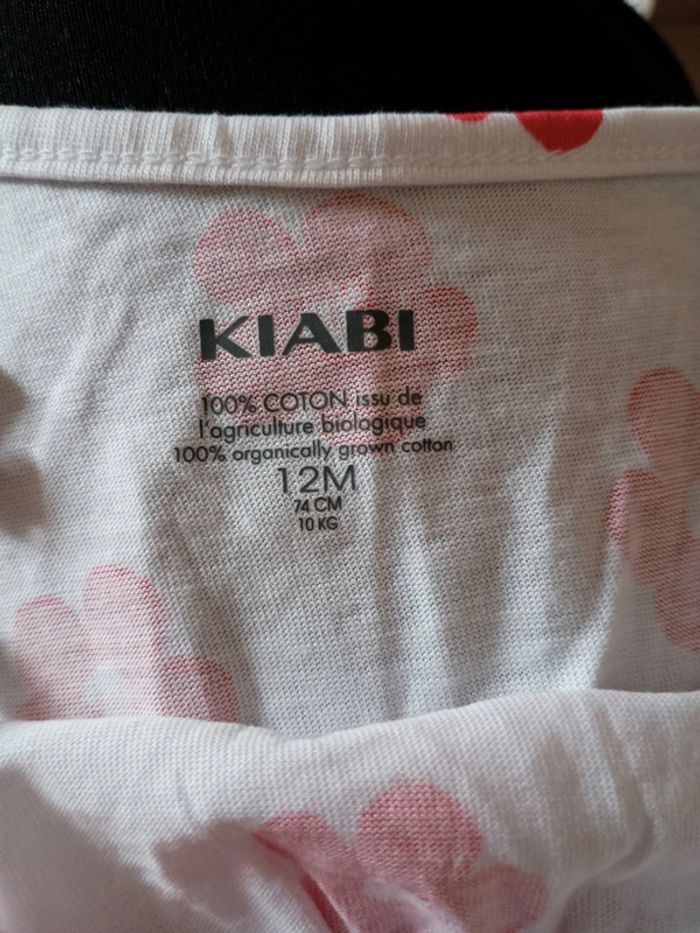 KIABI
100% COTON issu de
l'agriculture biologique
100% organically grown cotton
12M
74 CM
10 KG